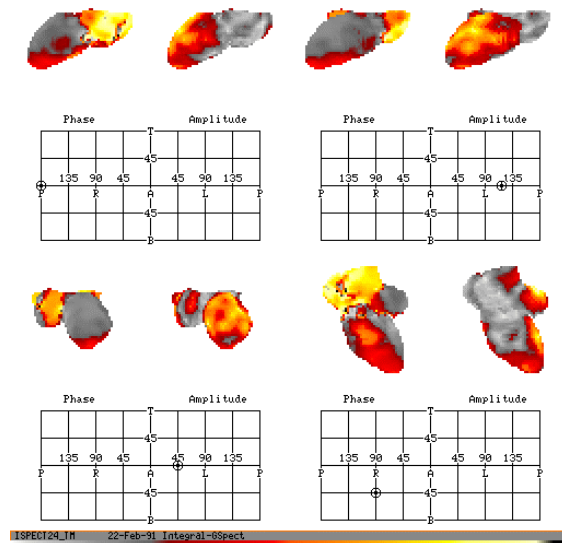 Phase Amplitude Phase Amplitude
T T
45 45
135 90 45 45 90 135 135 90 45 45 90 135
P R A L P P R A L P
45 45
B B
Phase Amplitude Phase Amplitude
T T
45 45
135 90 45 45 90 135 135 90 45 45 90 135
P R A L P P R A L P
45 45
B B
ISPECT24_TM 22-Feb-91 Integral-GSpect